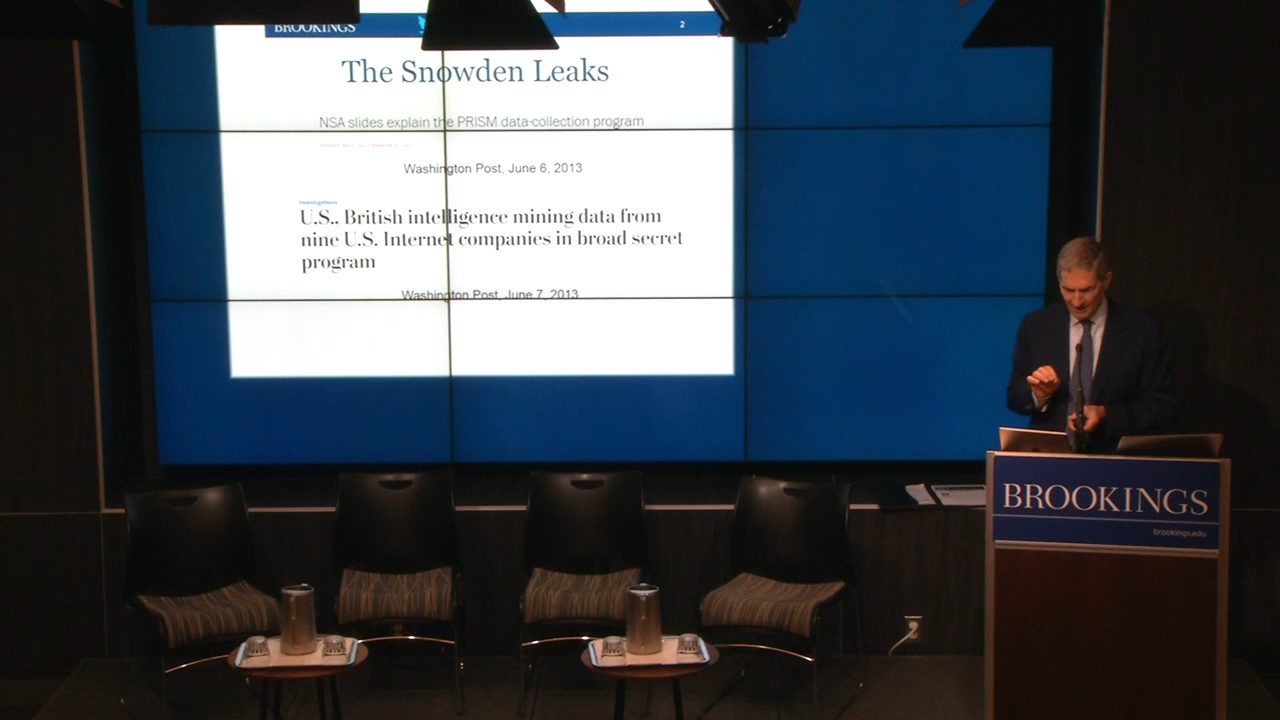 BROOKINGS
2
The Snowden Leaks
NSA slides explain the PRISM data-collection program
Washington Post, June 6, 2013
Investigations
U.S., British intelligence mining data from
nine U.S. Internet companies in broad secret
program
Washington Post, June 7, 2013
BROOKINGS
brookings.edu